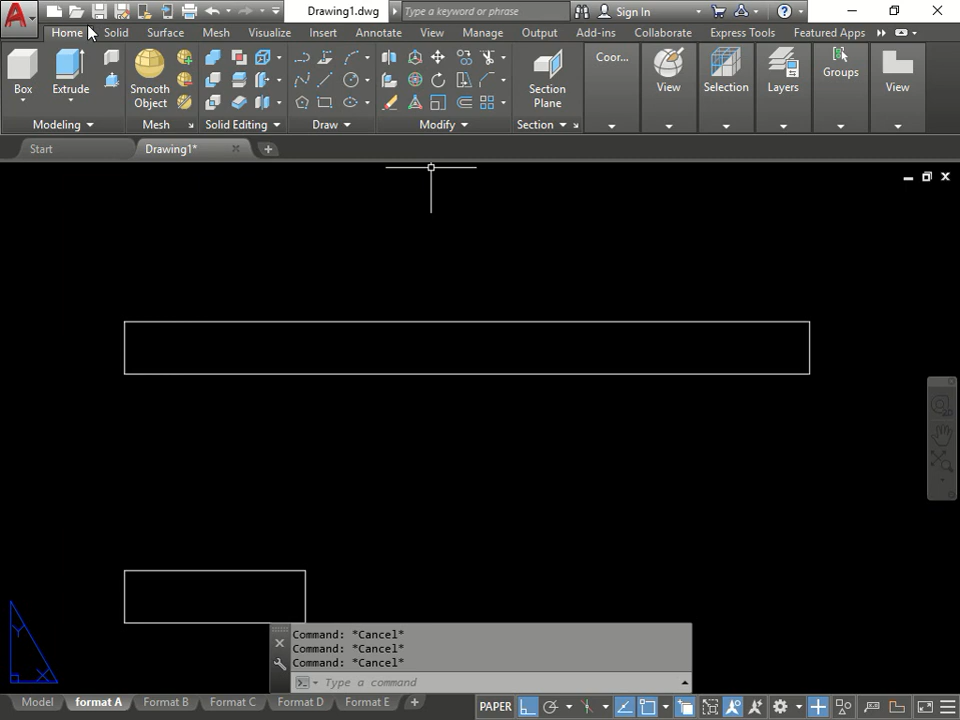 Drawing1.dwg
Type a keyword or phrase
Sign In
Home Solid Surface Mesh Visualize Insert Annotate View Manage Output Add-ins Collaborate Express Tools Featured Apps
Box
Extrude
Smooth
Object
Section
Plane
Coor...
View
Selection
Layers
Groups
View
Modeling
Mesh
Solid Editing
Draw
Modify
Section
Start
Drawing1*
Y
X
Command: *Cancel*
Command: *Cancel*
Command: *Cancel*
Type a command
Model format A Format B Format C Format D Format E
PAPER